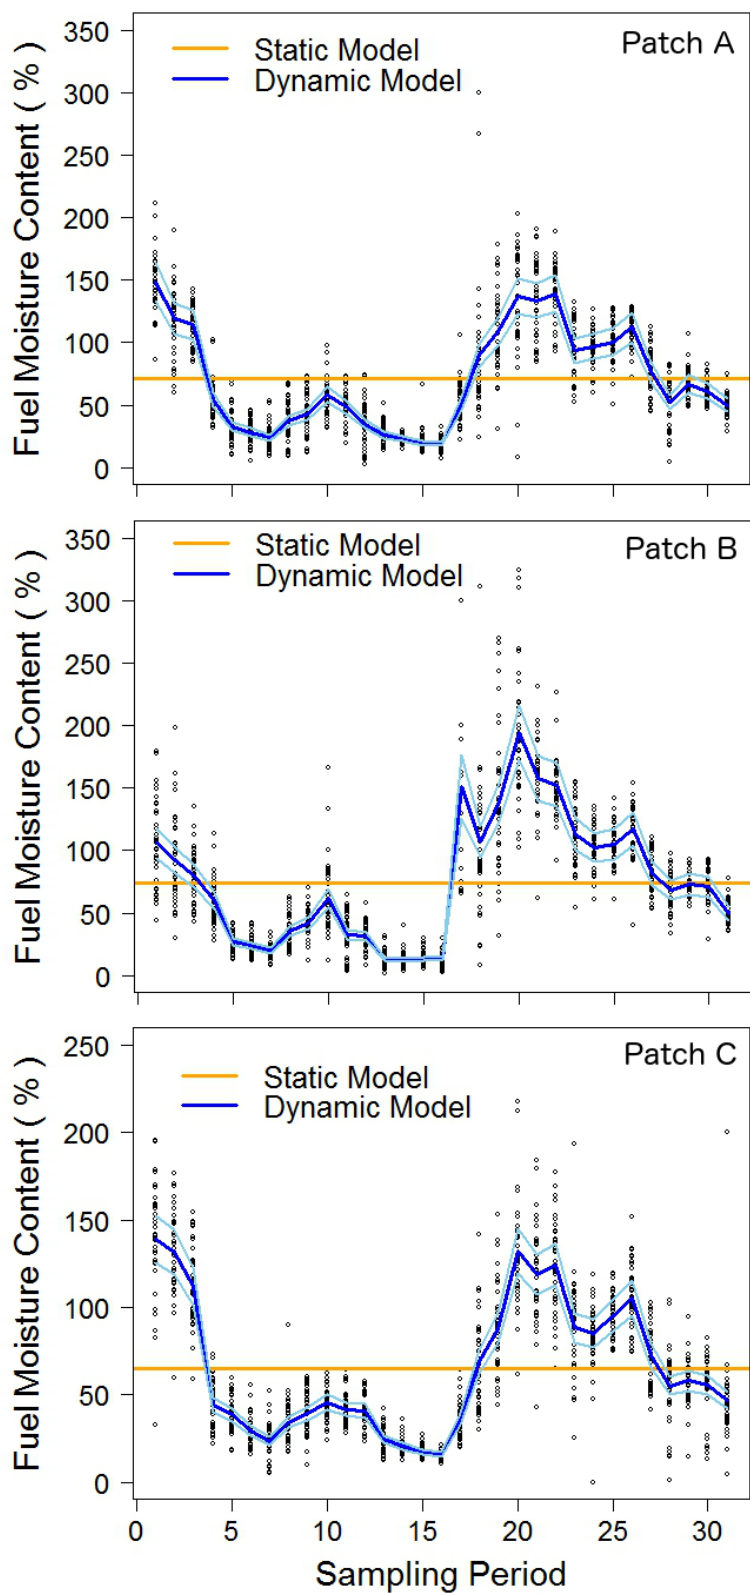 Patch A
Static Model
Dynamic Model
Fuel Moisture Content ( % )
350
300
250
200
150
100
50
0
Patch B
Static Model
Dynamic Model
Fuel Moisture Content ( % )
350
300
250
200
150
100
50
0
Patch C
Static Model
Dynamic Model
Fuel Moisture Content ( % )
250
200
150
100
50
0
0 5 10 15 20 25 30
Sampling Period